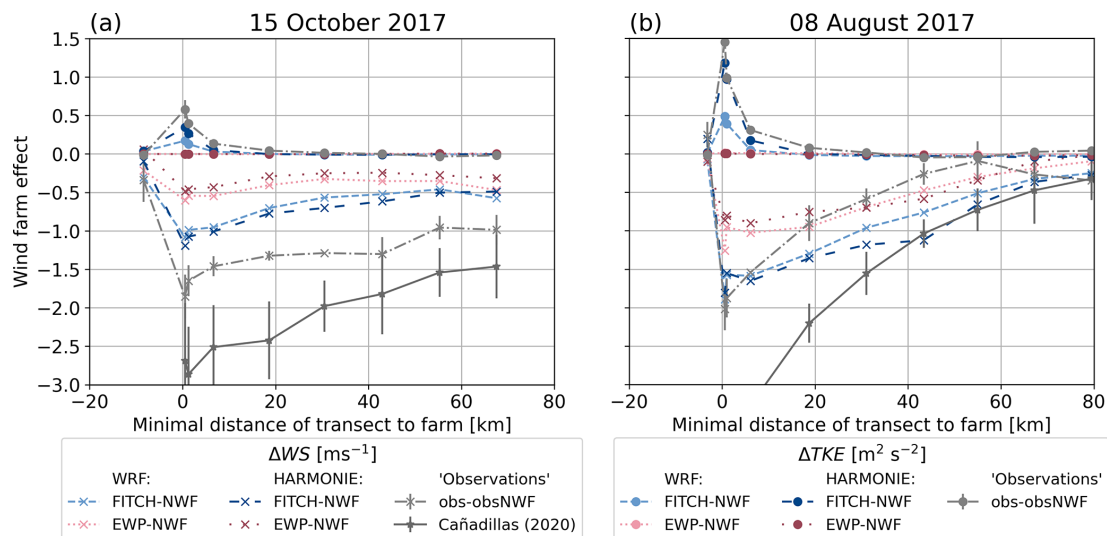 (a) 15 October 2017
(b) 08 August 2017
Wind farm effect
1.5
1.0
0.5
0.0
−0.5
−1.0
−1.5
−2.0
−2.5
−3.0
−20 0 20 40 60 80
−20 0 20 40 60 80
Minimal distance of transect to farm [km]
Minimal distance of transect to farm [km]
ΔWS [ms⁻¹]
WRF: HARMONIE: 'Observations'
FITCH-NWF FITCH-NWF obs-obsNWF
EWP-NWF EWP-NWF Cañadillas (2020)
ΔTKE [m² s⁻²]
WRF: HARMONIE: 'Observations'
FITCH-NWF FITCH-NWF obs-obsNWF
EWP-NWF EWP-NWF